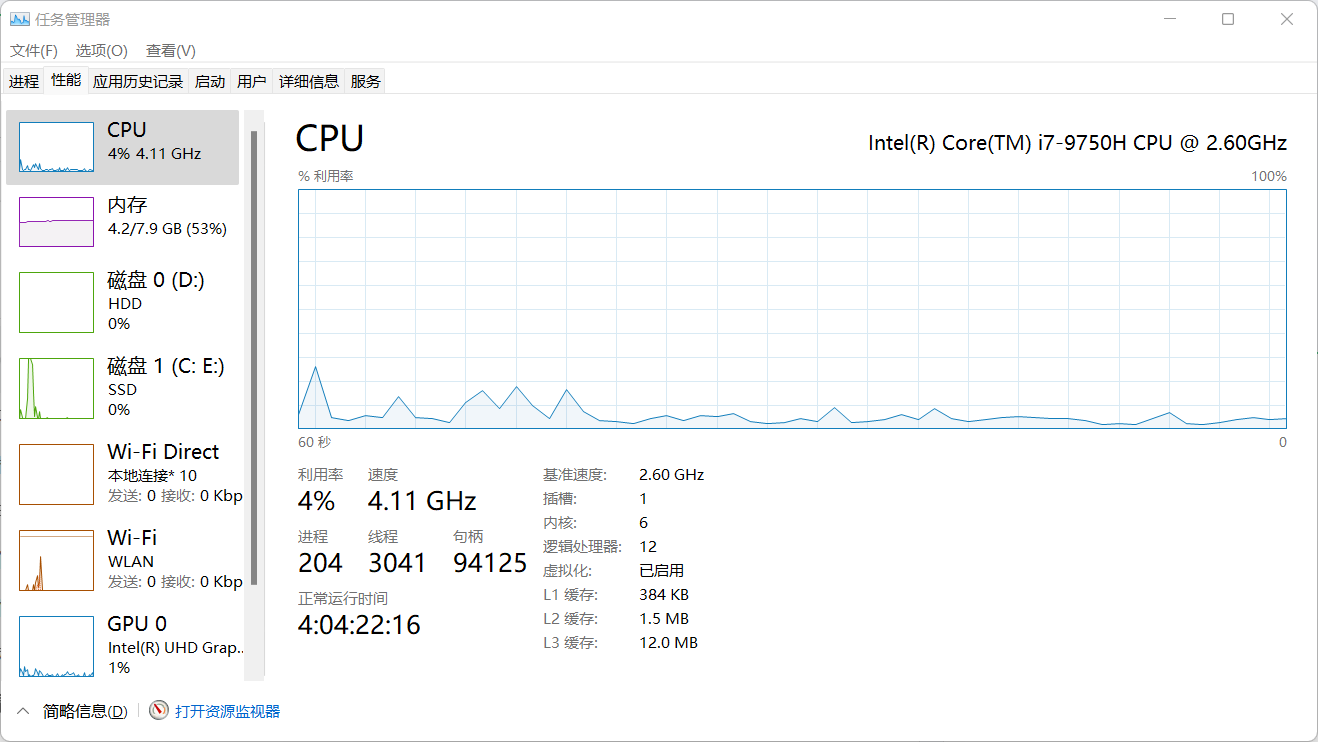 任务管理器
文件(F) 选项(O) 查看(V)
进程 性能 应用历史记录 启动 用户 详细信息 服务
CPU
4% 4.11 GHz
内存
4.2/7.9 GB (53%)
磁盘 0 (D:)
HDD
0%
磁盘 1 (C: E:)
SSD
0%
Wi-Fi Direct
本地连接* 10
发送: 0 接收: 0 Kbp
Wi-Fi
WLAN
发送: 0 接收: 0 Kbp
GPU 0
Intel(R) UHD Grap...
1%
CPU
Intel(R) Core(TM) i7-9750H CPU @ 2.60GHz
% 利用率 100%
60 秒 0
利用率 速度
4% 4.11 GHz
进程 线程 句柄
204 3041 94125
正常运行时间
4:04:22:16
基准速度: 2.60 GHz
插槽: 1
内核: 6
逻辑处理器: 12
虚拟化: 已启用
L1 缓存: 384 KB
L2 缓存: 1.5 MB
L3 缓存: 12.0 MB
简略信息(D) 打开资源监视器